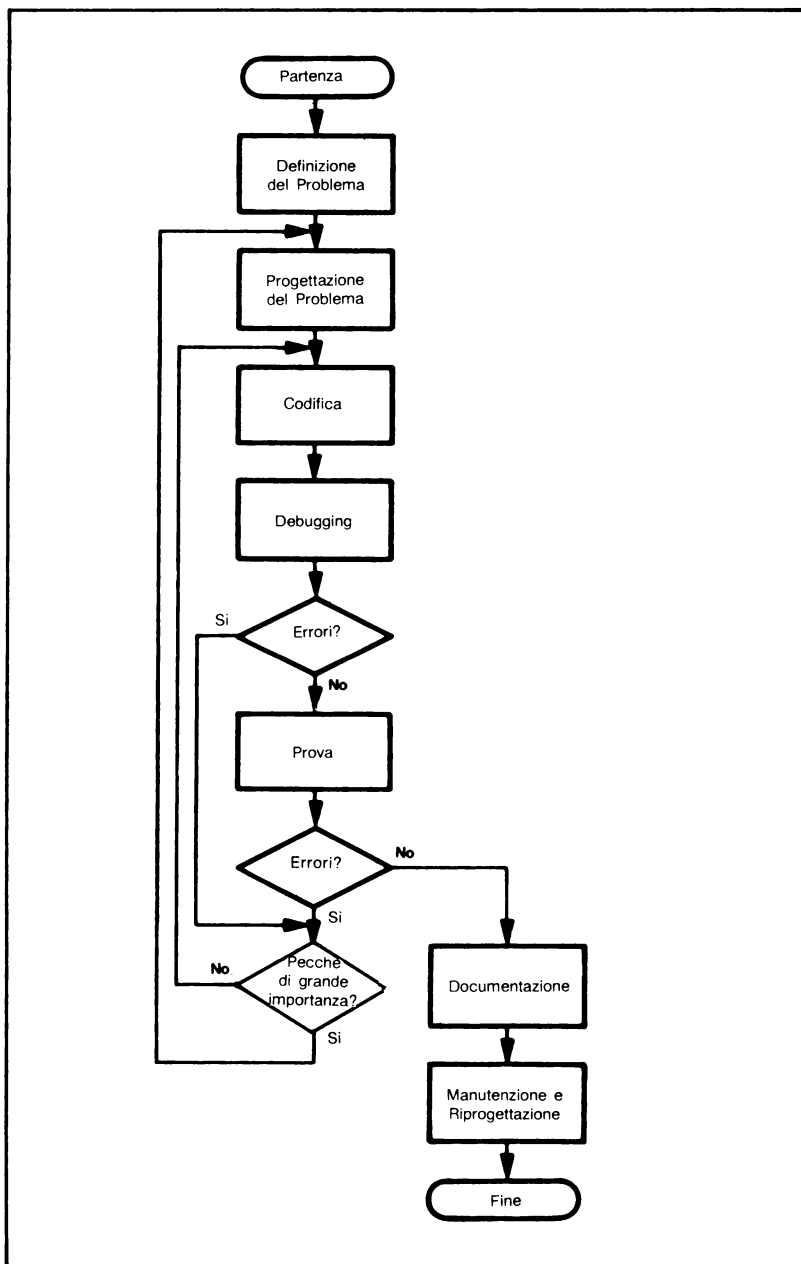 Partenza
Definizione
del Problema
Progettazione
del Problema
Codifica
Debugging
Si
Errori?
No
Prova
Errori?
No
Si
No
Pecche
di grande
importanza?
Si
Documentazione
Manutenzione e
Riprogettazione
Fine